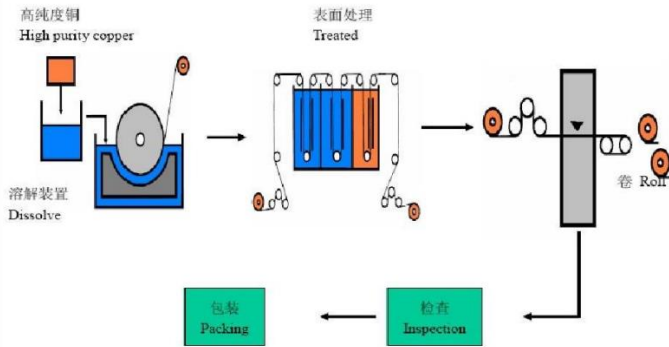 高纯度铜
High purity copper
表面处理
Treated
溶解装置
Dissolve
卷 Roll
包装
Packing
检查
Inspection